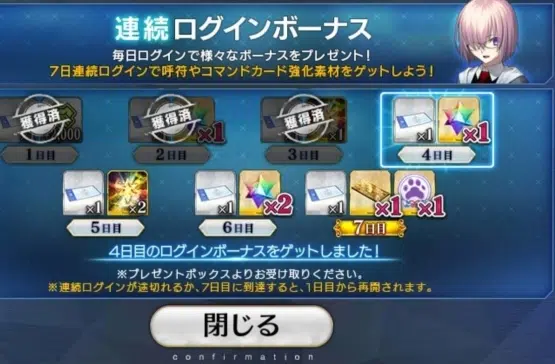 連続ログインボーナス
毎日ログインで様々なボーナスをプレゼント!
7日連続ログインで呼符やコマンドカード強化素材をゲットしよう!
獲得済 獲得済 獲得済
×1 ×1 ×1
1日目 2日目 3日目 4日目
×1 ×2 ×1 ×2 ×1 ×1 ×1
5日目 6日目 7日目
4日目のログインボーナスをゲットしました!
※プレゼントボックスよりお受け取りください。
※連続ログインが途切れるか、7日目に到達すると、1日目から再開されます。
閉じる
confirmation